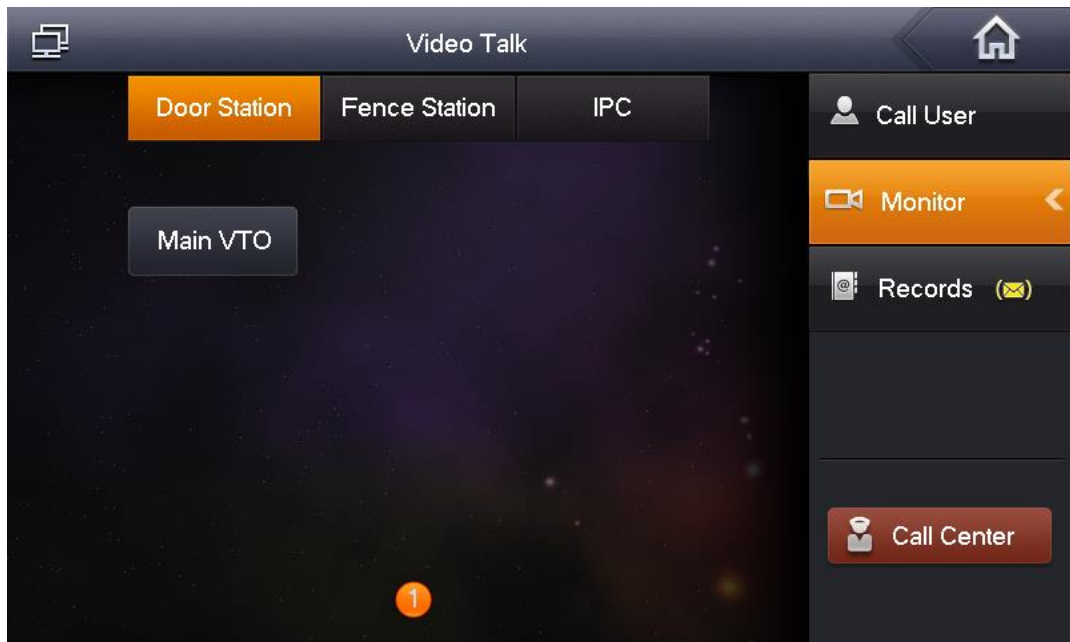 Video Talk
Door Station
Fence Station
IPC
Call User
Monitor
Main VTO
@
Records (✉)
Call Center
1